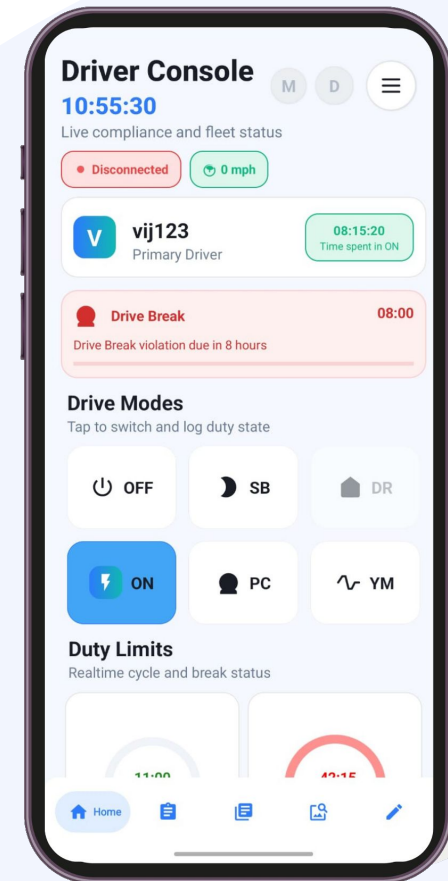 Driver Console
M D
10:55:30
Live compliance and fleet status
Disconnected
0 mph
V
vij123
Primary Driver
08:15:20
Time spent in ON
Drive Break
08:00
Drive Break violation due in 8 hours
Drive Modes
Tap to switch and log duty state
OFF
SB
DR
ON
PC
YM
Duty Limits
Realtime cycle and break status
11:00
42:15
Home